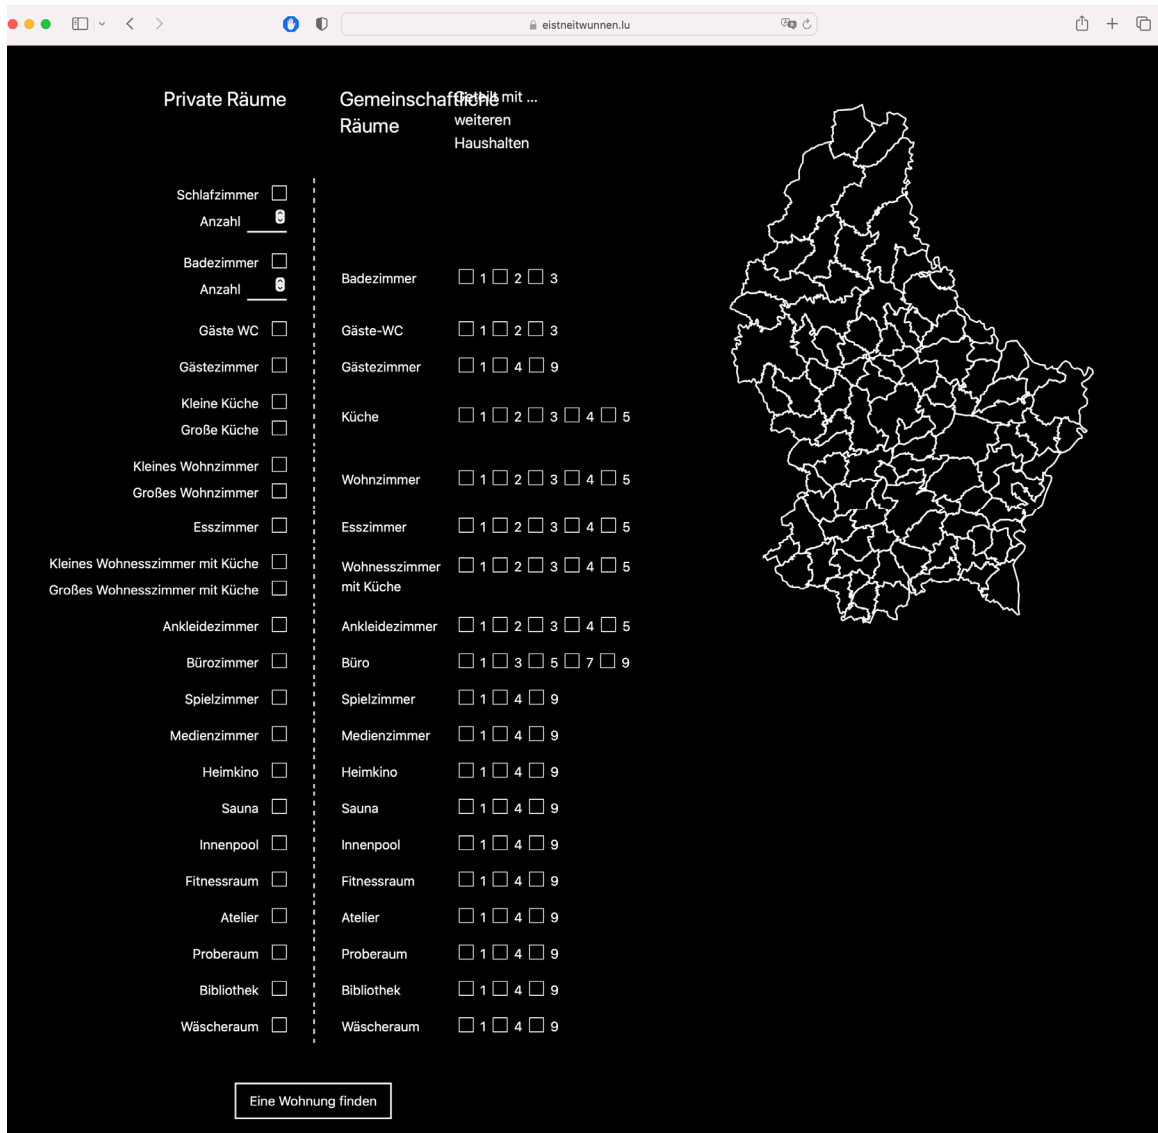 eistneitwunnen.lu
Private Räume
Gemeinschaftliche
Räume
Geteilt mit ...
weiteren
Haushalten
Schlafzimmer
Anzahl
Badezimmer
Anzahl
Badezimmer 1 2 3
Gäste WC
Gäste-WC 1 2 3
Gästezimmer
Gästezimmer 1 4 9
Kleine Küche
Große Küche
Küche 1 2 3 4 5
Kleines Wohnzimmer
Großes Wohnzimmer
Wohnzimmer 1 2 3 4 5
Esszimmer
Esszimmer 1 2 3 4 5
Kleines Wohnesszimmer mit Küche
Großes Wohnesszimmer mit Küche
Wohnesszimmer 1 2 3 4 5
mit Küche
Ankleidezimmer
Ankleidezimmer 1 2 3 4 5
Bürozimmer
Büro 1 3 5 7 9
Spielzimmer
Spielzimmer 1 4 9
Medienzimmer
Medienzimmer 1 4 9
Heimkino
Heimkino 1 4 9
Sauna
Sauna 1 4 9
Innenpool
Innenpool 1 4 9
Fitnessraum
Fitnessraum 1 4 9
Atelier
Atelier 1 4 9
Proberaum
Proberaum 1 4 9
Bibliothek
Bibliothek 1 4 9
Wäscheraum
Wäscheraum 1 4 9
Eine Wohnung finden